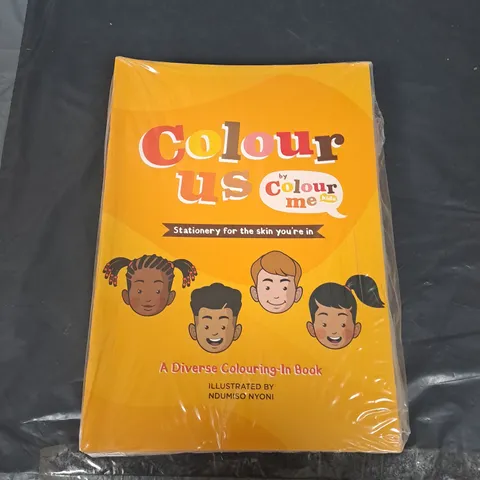 Colour
us
by
Colour
me
kids
Stationery for the skin you're in
A Diverse Colouring-In Book
ILLUSTRATED BY
NDUMISO NYONI